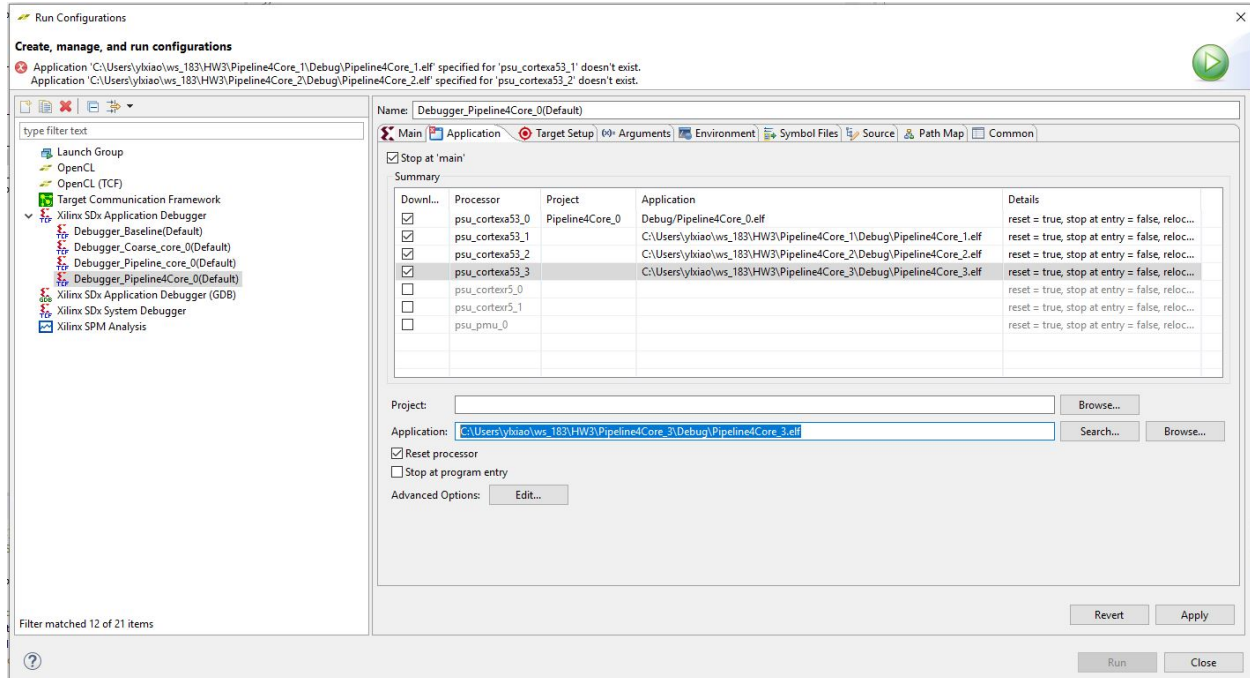 Run Configurations
Create, manage, and run configurations
Application 'C:\Users\ylxiao\ws_183\HW3\Pipeline4Core_1\Debug\Pipeline4Core_1.elf' specified for 'psu_cortexa53_1' doesn't exist.
Application 'C:\Users\ylxiao\ws_183\HW3\Pipeline4Core_2\Debug\Pipeline4Core_2.elf' specified for 'psu_cortexa53_2' doesn't exist.
type filter text
Launch Group
OpenCL
OpenCL (TCF)
Target Communication Framework
Xilinx SDx Application Debugger
Debugger_Baseline(Default)
Debugger_Coarse_core_0(Default)
Debugger_Pipeline_core_0(Default)
Debugger_Pipeline4Core_0(Default)
Xilinx SDx Application Debugger (GDB)
Xilinx SDx System Debugger
Xilinx SPM Analysis
Filter matched 12 of 21 items
Name: Debugger_Pipeline4Core_0(Default)
Main Application Target Setup Arguments Environment Symbol Files Source Path Map Common
Stop at 'main'
Summary
Downl... Processor Project Application Details
psu_cortexa53_0 Pipeline4Core_0 Debug/Pipeline4Core_0.elf reset = true, stop at entry = false, reloc...
psu_cortexa53_1 C:\Users\ylxiao\ws_183\HW3\Pipeline4Core_1\Debug\Pipeline4Core_1.elf reset = true, stop at entry = false, reloc...
psu_cortexa53_2 C:\Users\ylxiao\ws_183\HW3\Pipeline4Core_2\Debug\Pipeline4Core_2.elf reset = true, stop at entry = false, reloc...
psu_cortexa53_3 C:\Users\ylxiao\ws_183\HW3\Pipeline4Core_3\Debug\Pipeline4Core_3.elf reset = true, stop at entry = false, reloc...
psu_cortexr5_0 reset = true, stop at entry = false, reloc...
psu_cortexr5_1 reset = true, stop at entry = false, reloc...
psu_pmu_0 reset = true, stop at entry = false, reloc...
Project: Browse...
Application: C:\Users\ylxiao\ws_183\HW3\Pipeline4Core_3\Debug\Pipeline4Core_3.elf Search... Browse...
Reset processor
Stop at program entry
Advanced Options: Edit...
Revert Apply
Run Close